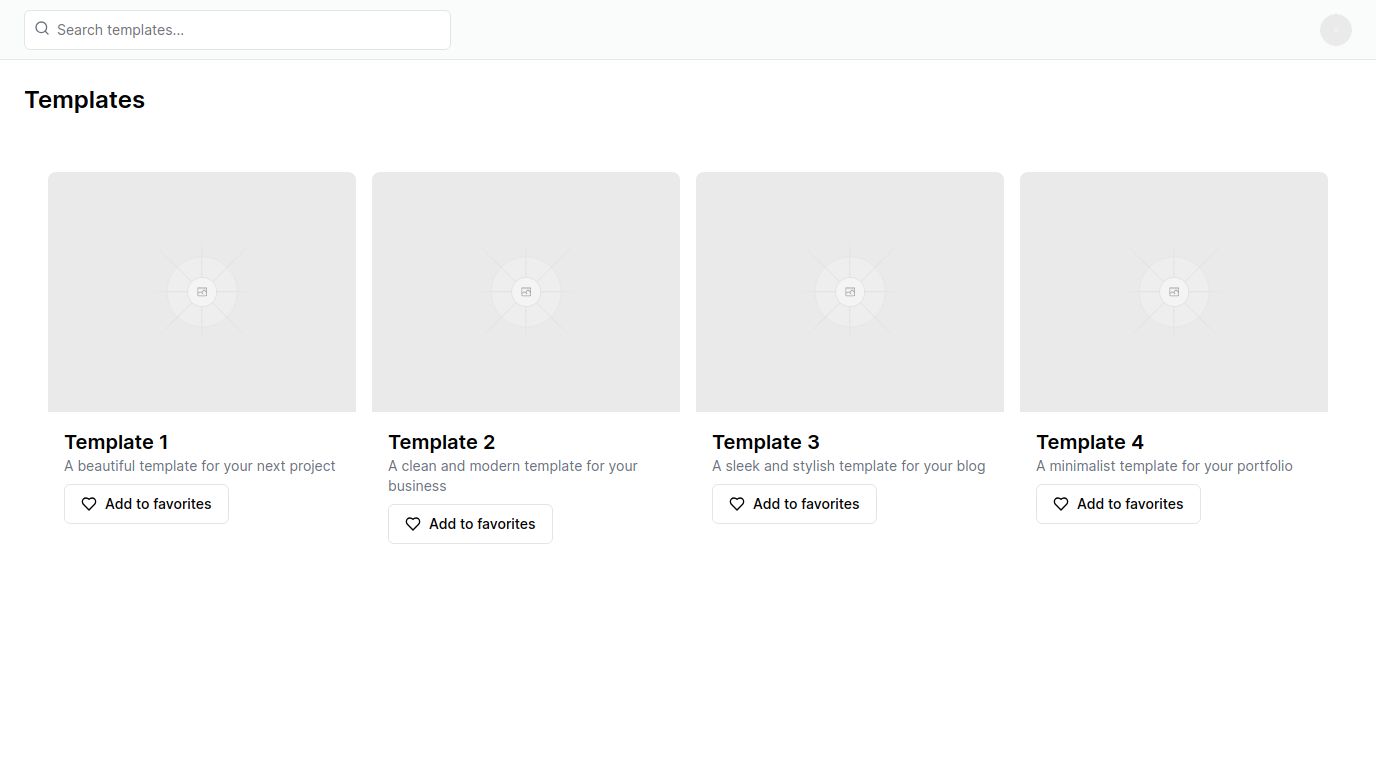 Search templates...
Templates
Template 1
A beautiful template for your next project
Add to favorites
Template 2
A clean and modern template for your
business
Add to favorites
Template 3
A sleek and stylish template for your blog
Add to favorites
Template 4
A minimalist template for your portfolio
Add to favorites